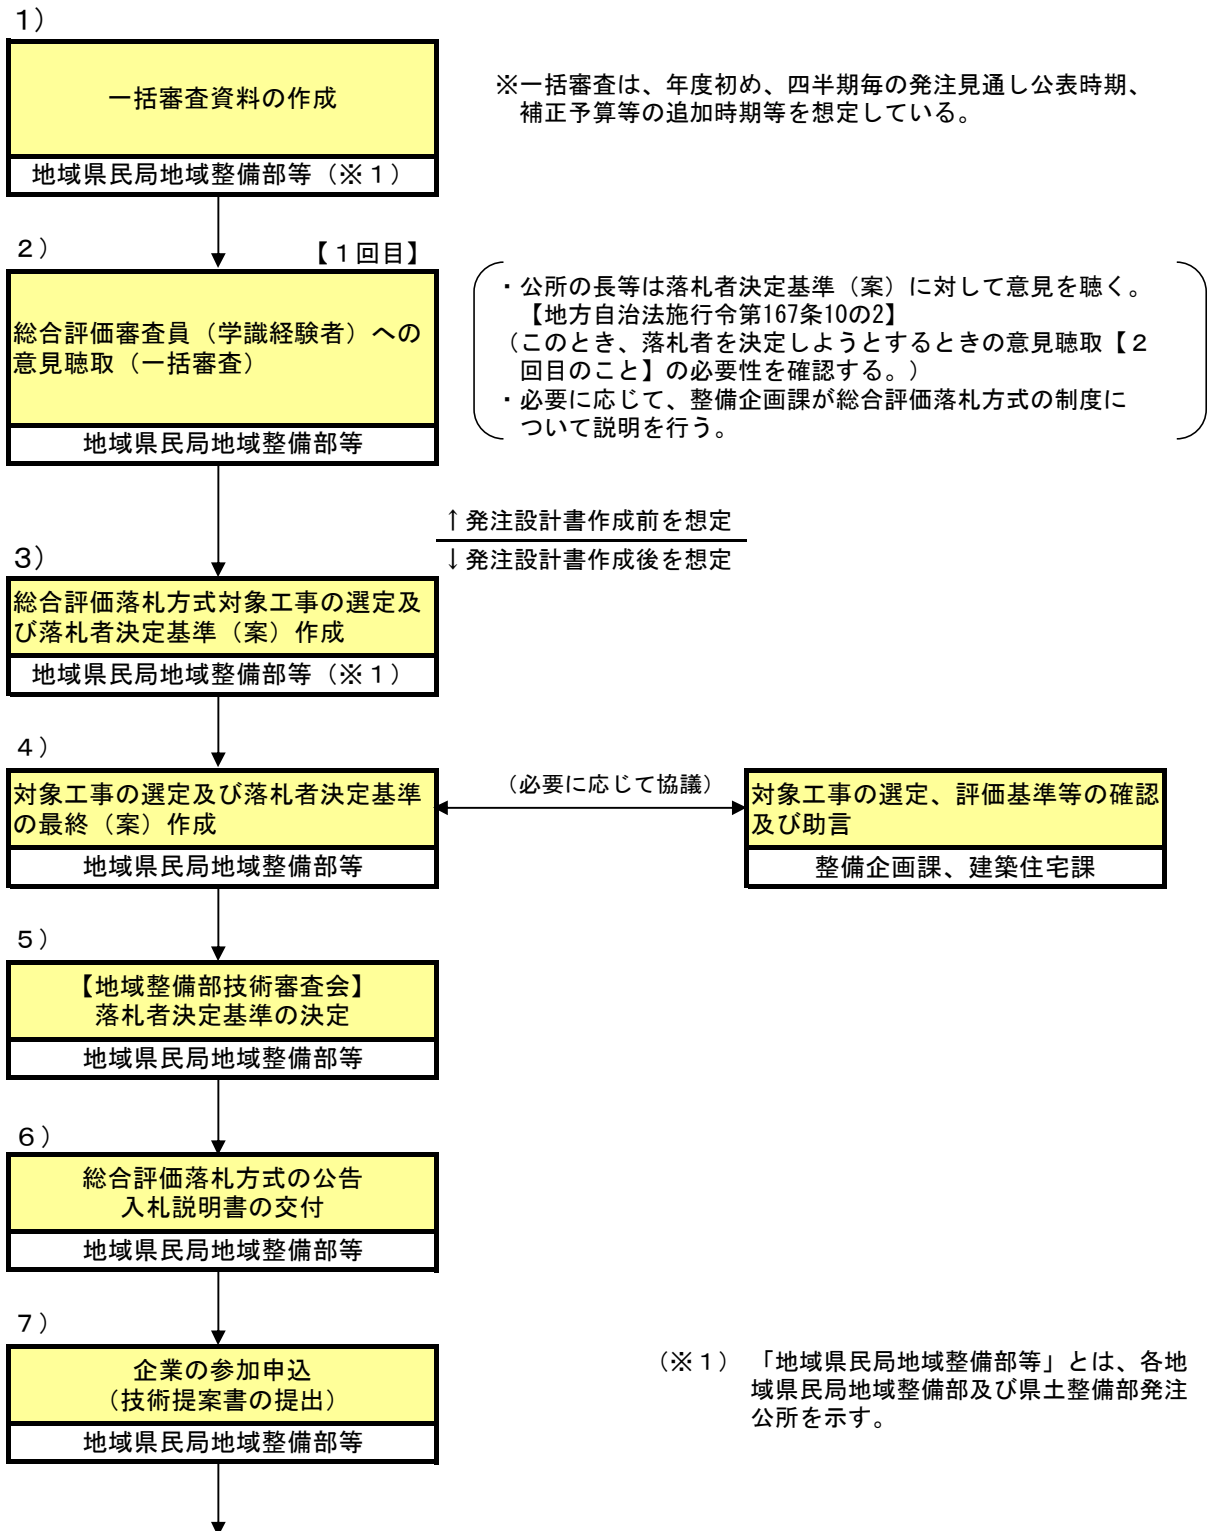 １）
一括審査資料の作成
地域県民局地域整備部等（※１）
※一括審査は、年度初め、四半期毎の発注見通し公表時期、
補正予算等の追加時期等を想定している。
２）
【１回目】
総合評価審査員（学識経験者）への
意見聴取（一括審査）
地域県民局地域整備部等
・公所の長等は落札者決定基準（案）に対して意見を聴く。
【地方自治法施行令第167条10の2】
（このとき、落札者を決定しようとするときの意見聴取【２
回目のこと】の必要性を確認する。）
・必要に応じて、整備企画課が総合評価落札方式の制度に
ついて説明を行う。
↑発注設計書作成前を想定
↓発注設計書作成後を想定
３）
総合評価落札方式対象工事の選定及
び落札者決定基準（案）作成
地域県民局地域整備部等（※１）
４）
対象工事の選定及び落札者決定基準
の最終（案）作成
地域県民局地域整備部等
（必要に応じて協議）
対象工事の選定、評価基準等の確認
及び助言
整備企画課、建築住宅課
５）
【地域整備部技術審査会】
落札者決定基準の決定
地域県民局地域整備部等
６）
総合評価落札方式の公告
入札説明書の交付
地域県民局地域整備部等
７）
企業の参加申込
（技術提案書の提出）
地域県民局地域整備部等
（※１）　「地域県民局地域整備部等」とは、各地
域県民局地域整備部及び県土整備部発注
公所を示す。